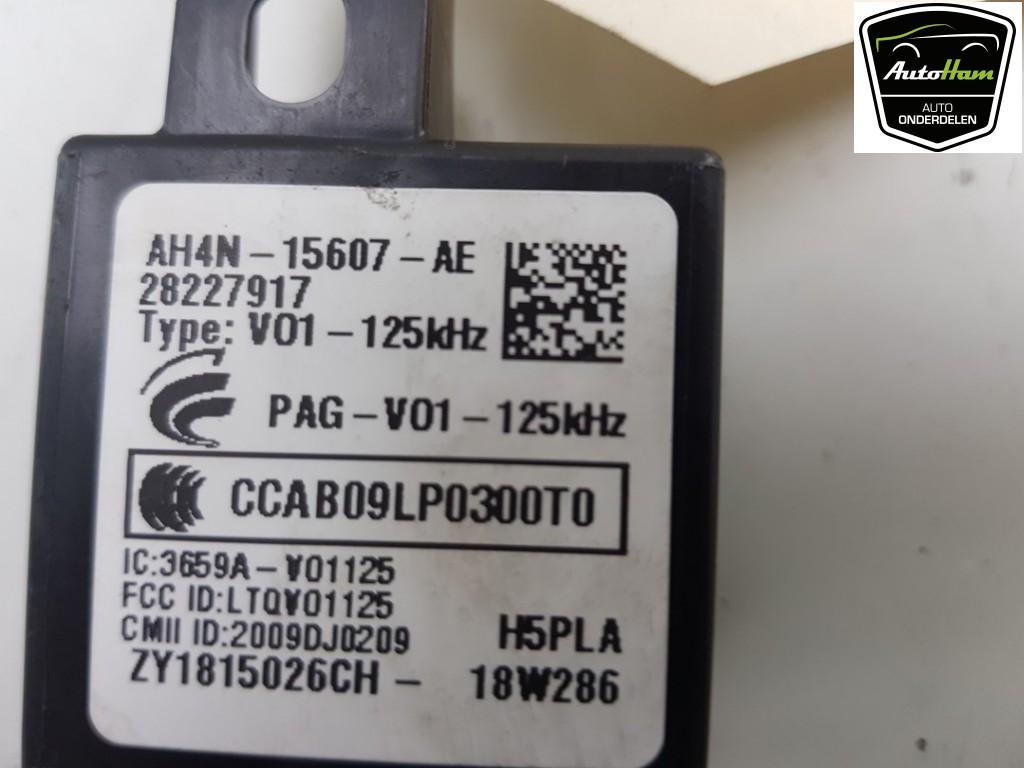 AutoHam
AUTO
ONDERDELEN
AH4N-15607-AE
28227917
Type: V01-125kHz
PAG-V01-125kHz
CCAB09LP0300T0
IC:3659A-V01125
FCC ID:LTQV01125
CMII ID:2009DJ0209
H5PLA
ZY1815026CH - 18W286